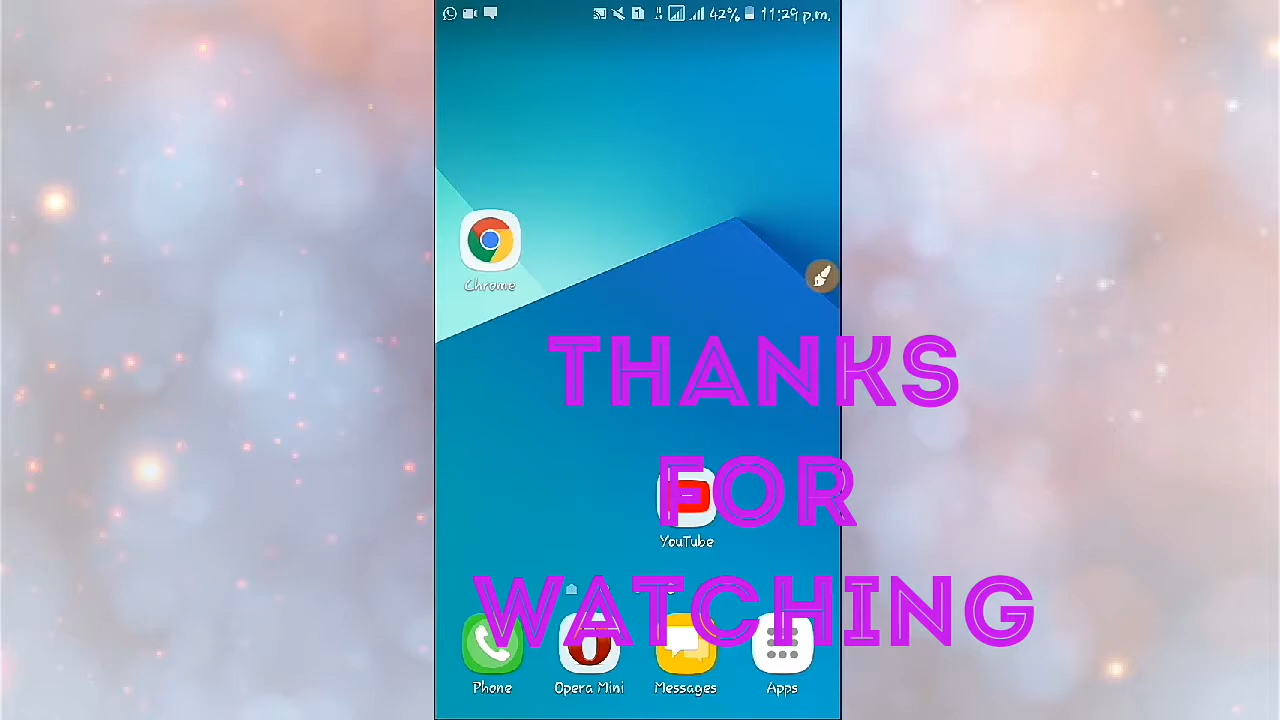 42% 11:29 p.m.
Chrome
THANKS
FOR
YouTube
WATCHING
Phone Opera Mini Messages Apps